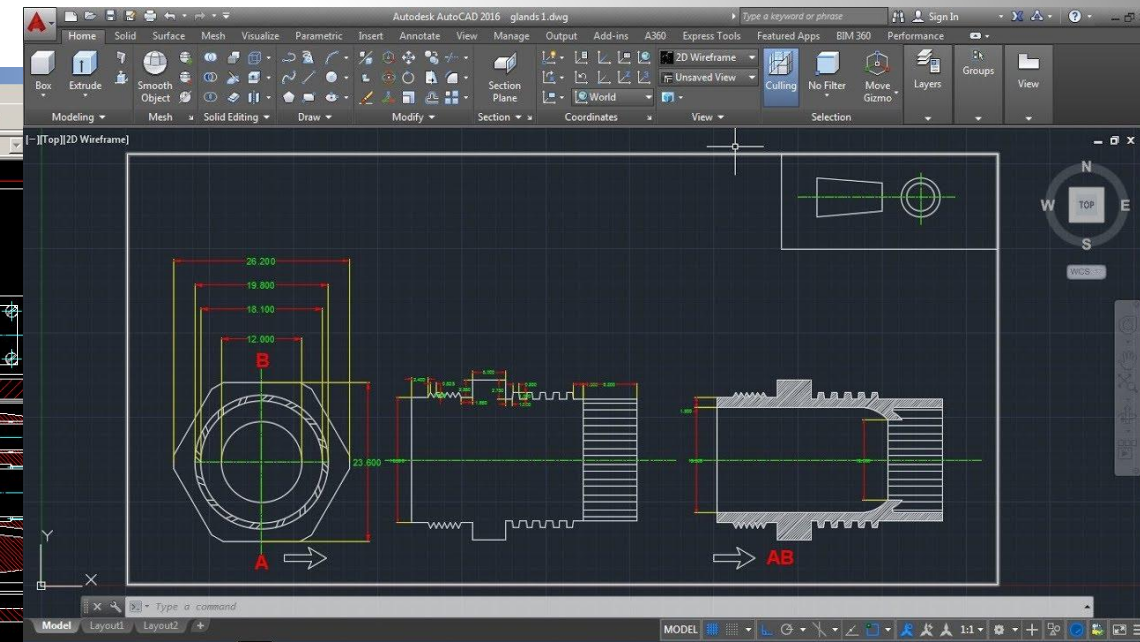 Autodesk AutoCAD 2016 glands 1.dwg
Type a keyword or phrase
Sign In
Home Solid Surface Mesh Visualize Parametric Insert Annotate View Manage Output Add-ins A360 Express Tools Featured Apps BIM 360 Performance
Box Extrude Smooth Object Section Plane
2D Wireframe
Unsaved View
World
Culling No Filter Move Gizmo Layers Groups View
Modeling Mesh Solid Editing Draw Modify Section Coordinates View Selection
[−][Top][2D Wireframe]
N
W TOP E
S
WCS
26.200
19.800
18.100
12.000
B
23.600
A
AB
Y
X
Type a command
Model Layout1 Layout2 +
MODEL 1:1